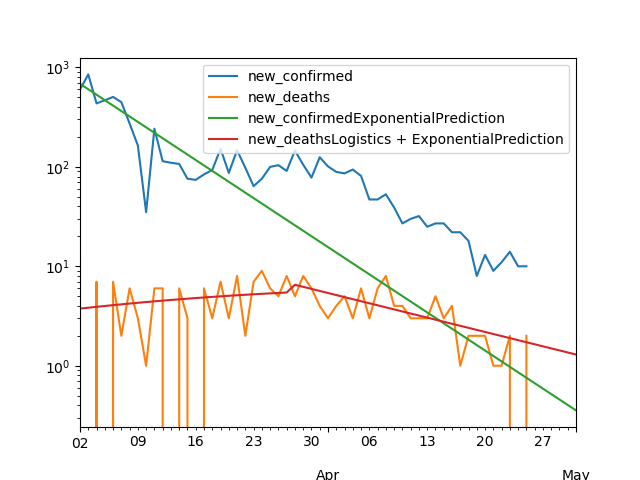 10³
new_confirmed
new_deaths
new_confirmedExponentialPrediction
new_deathsLogistics + ExponentialPrediction
10²
10¹
10⁰
02 09 16 23 30 06 13 20 27
Apr May